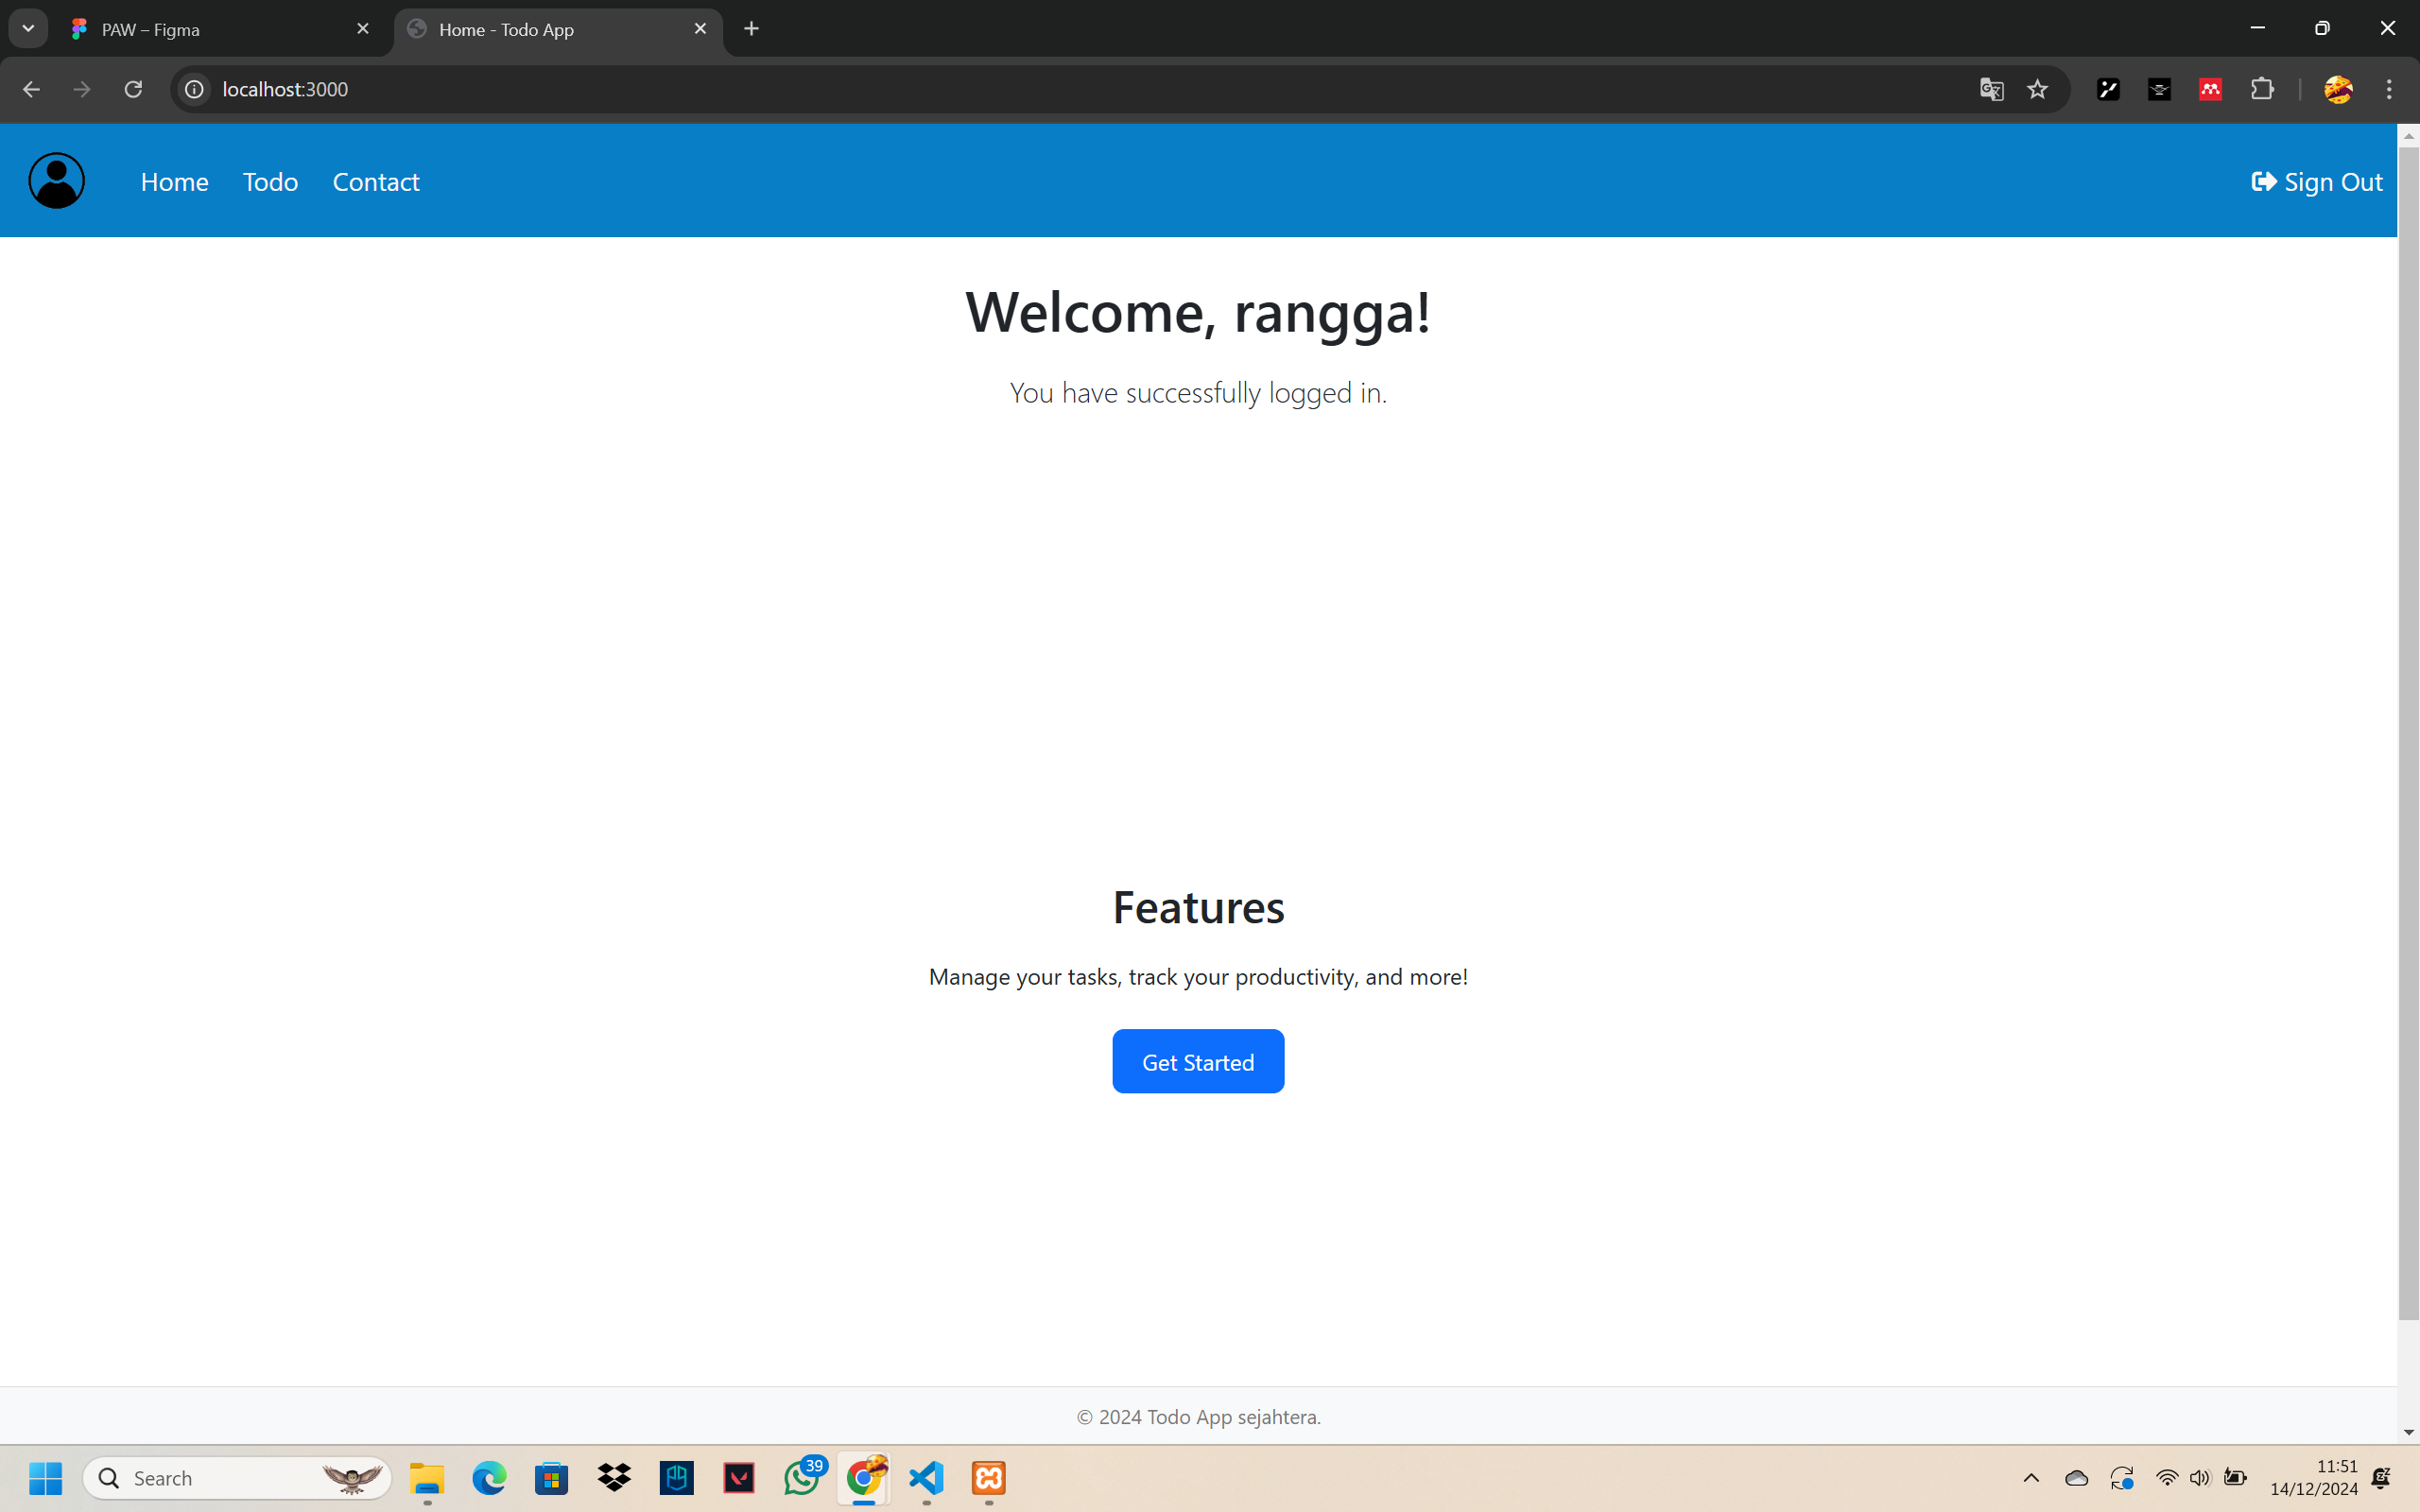 PAW – Figma
Home - Todo App
localhost:3000
Home Todo Contact
Sign Out
Welcome, rangga!
You have successfully logged in.
Features
Manage your tasks, track your productivity, and more!
Get Started
© 2024 Todo App sejahtera.
Search
39
11:51
14/12/2024